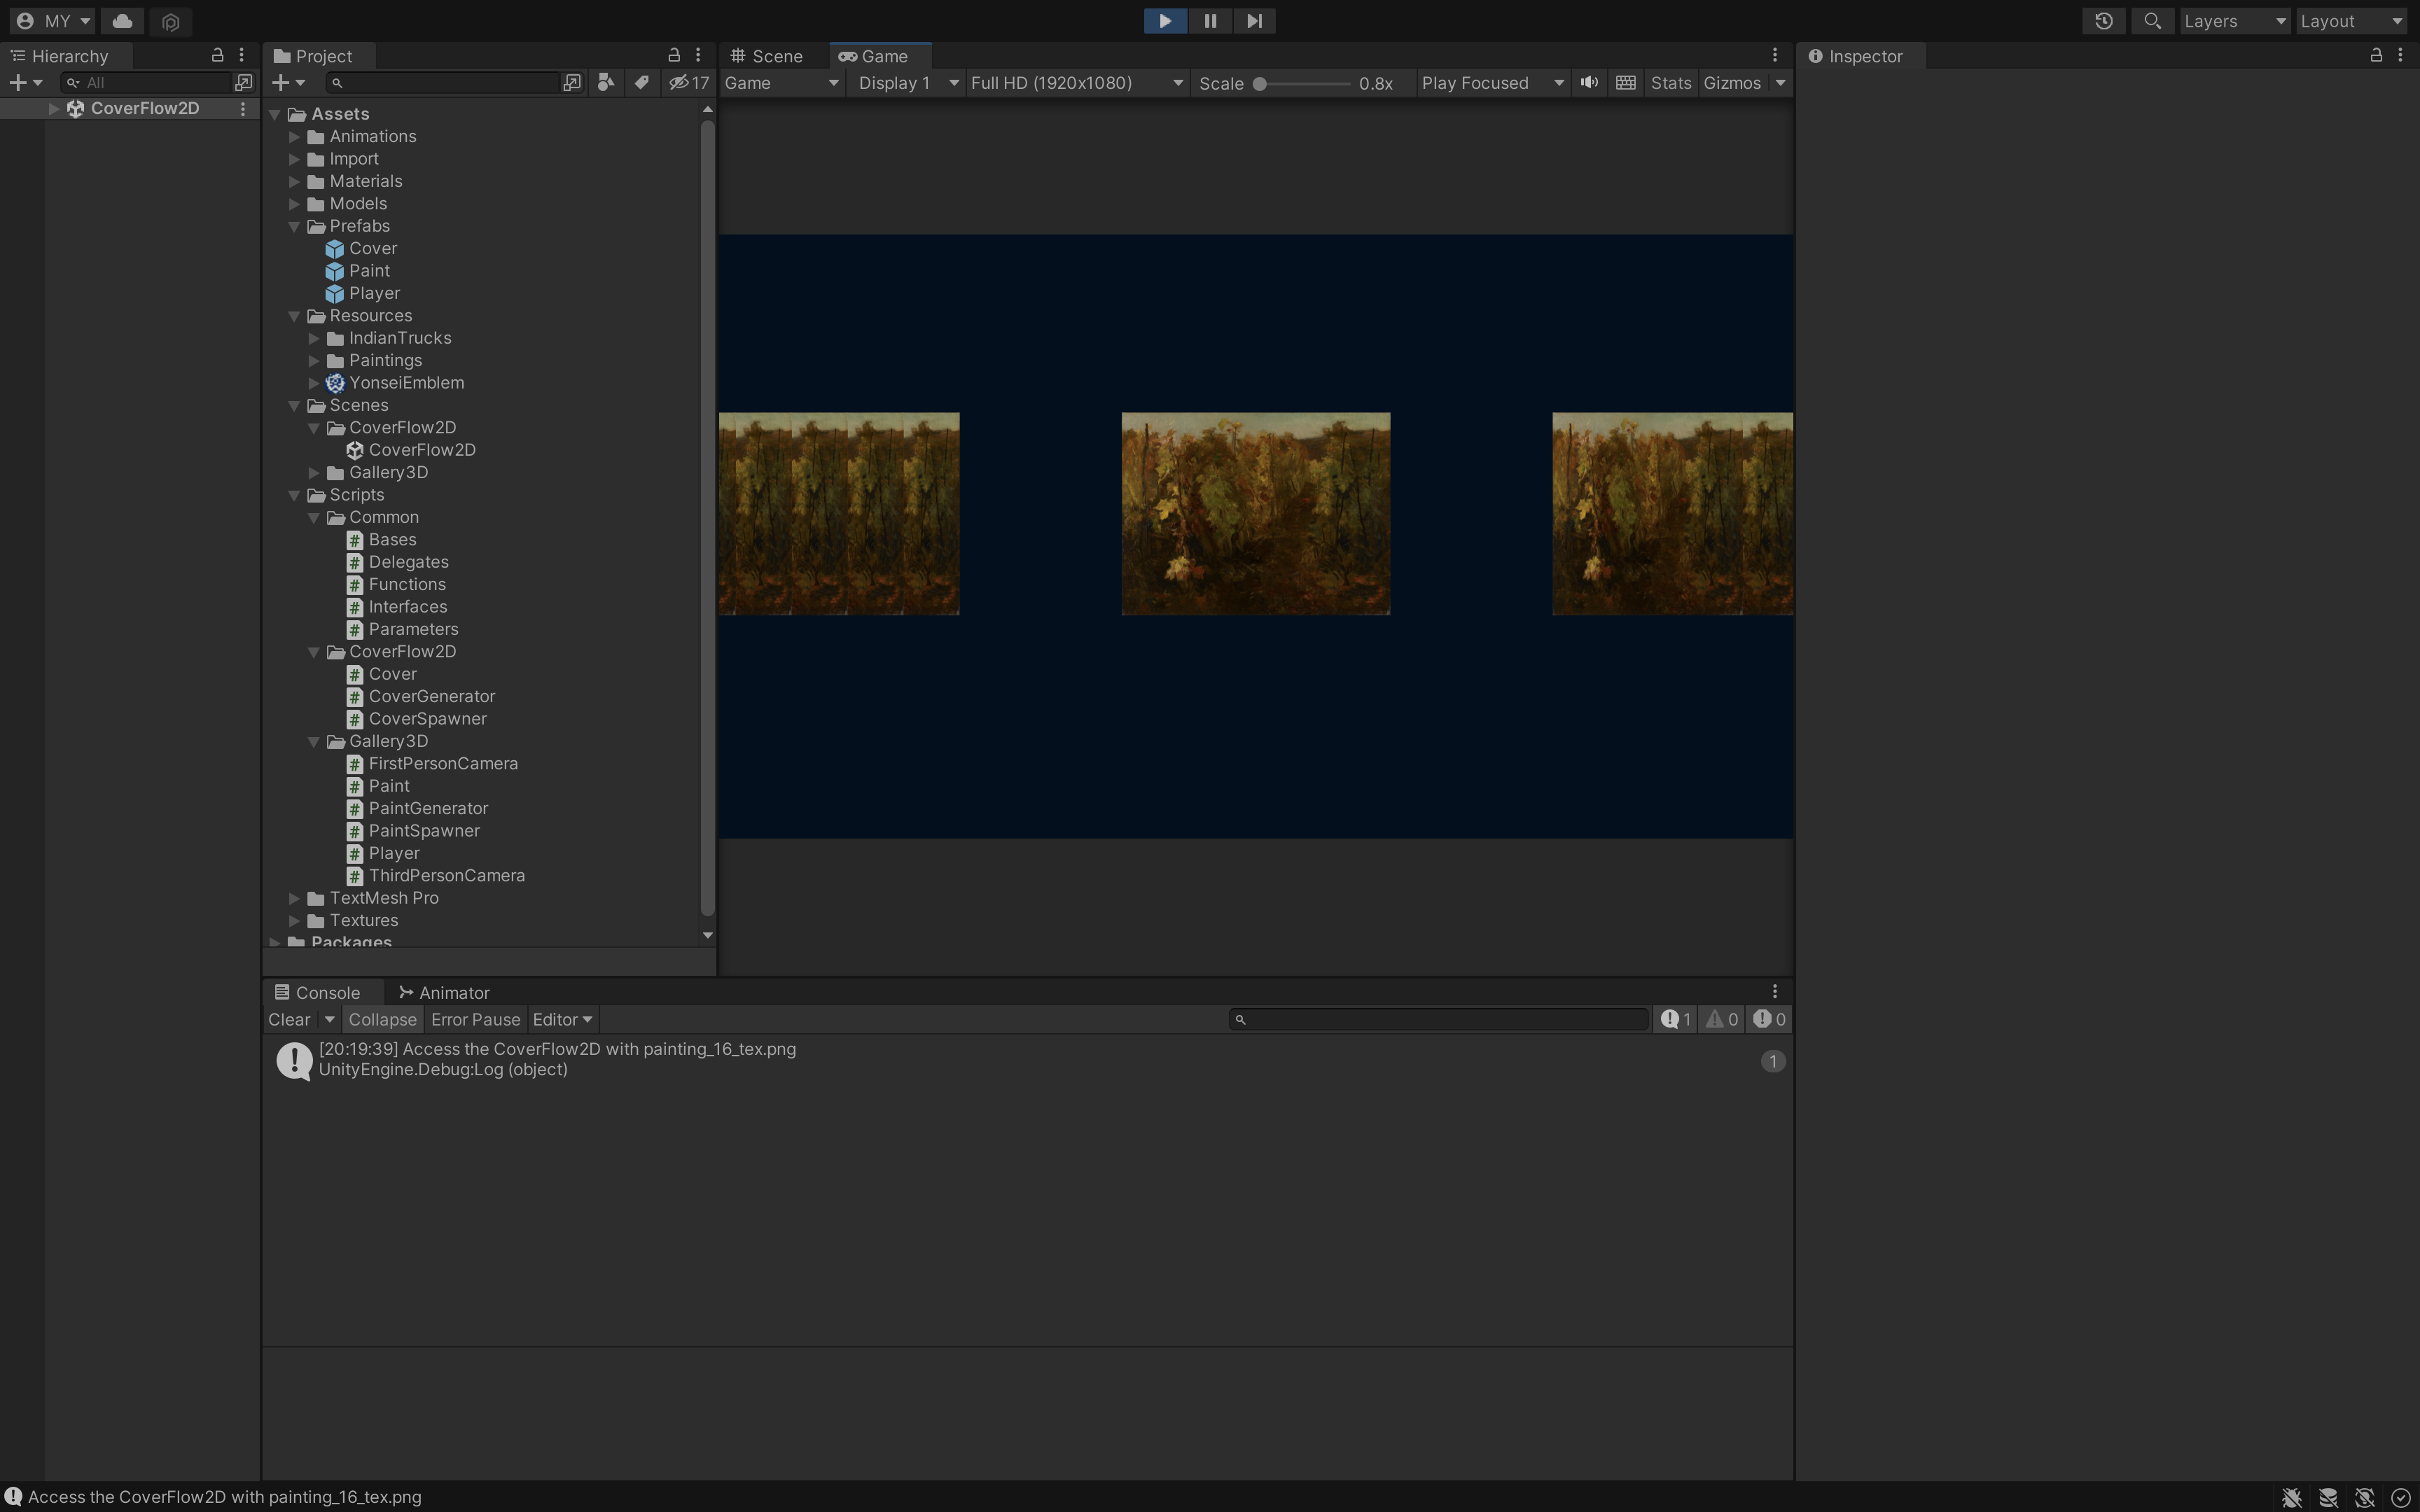 MY
Layers
Layout
Hierarchy
All
CoverFlow2D
Project
17
Assets
Animations
Import
Materials
Models
Prefabs
Cover
Paint
Player
Resources
IndianTrucks
Paintings
YonseiEmblem
Scenes
CoverFlow2D
CoverFlow2D
Gallery3D
Scripts
Common
Bases
Delegates
Functions
Interfaces
Parameters
CoverFlow2D
Cover
CoverGenerator
CoverSpawner
Gallery3D
FirstPersonCamera
Paint
PaintGenerator
PaintSpawner
Player
ThirdPersonCamera
TextMesh Pro
Textures
Packages
Scene
Game
Game Display 1 Full HD (1920x1080) Scale 0.8x Play Focused Stats Gizmos
Inspector
Console
Animator
Clear Collapse Error Pause Editor
1 0 0
[20:19:39] Access the CoverFlow2D with painting_16_tex.png
UnityEngine.Debug:Log (object)
1
Access the CoverFlow2D with painting_16_tex.png